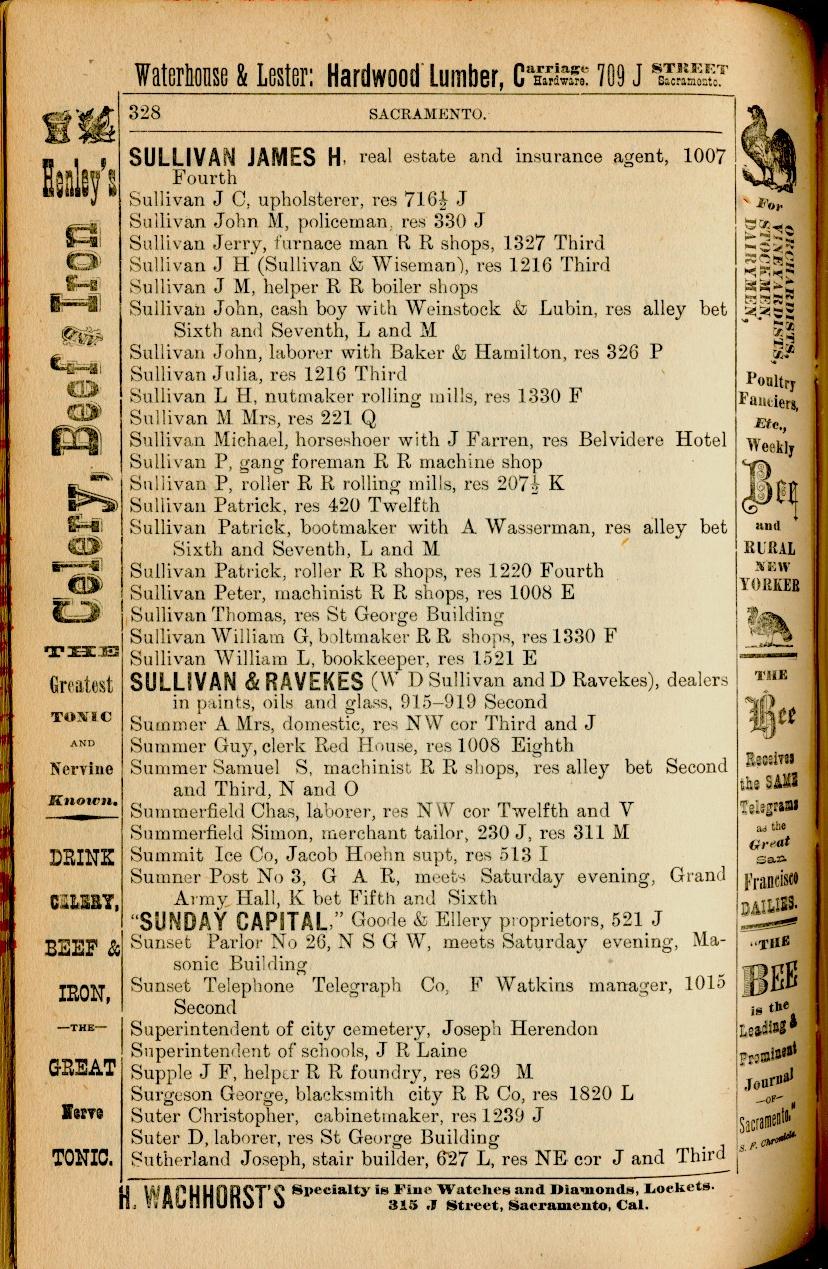 Waterhouse & Lester: Hardwood Lumber, Carriage Hardware. 709 J STREET Sacramento.
328 SACRAMENTO.
SULLIVAN JAMES H, real estate and insurance agent, 1007
Fourth
Sullivan J C, upholsterer, res 716½ J
Sullivan John M, policeman, res 330 J
Sullivan Jerry, furnace man R R shops, 1327 Third
Sullivan J H (Sullivan & Wiseman), res 1216 Third
Sullivan J M, helper R R boiler shops
Sullivan John, cash boy with Weinstock & Lubin, res alley bet
Sixth and Seventh, L and M
Sullivan John, laborer with Baker & Hamilton, res 326 P
Sullivan Julia, res 1216 Third
Sullivan L H, nutmaker rolling mills, res 1330 F
Sullivan M Mrs, res 221 Q
Sullivan Michael, horseshoer with J Farren, res Belvidere Hotel
Sullivan P, gang foreman R R machine shop
Sullivan P, roller R R rolling mills, res 207½ K
Sullivan Patrick, res 420 Twelfth
Sullivan Patrick, bootmaker with A Wasserman, res alley bet
Sixth and Seventh, L and M
Sullivan Patrick, roller R R shops, res 1220 Fourth
Sullivan Peter, machinist R R shops, res 1008 E
Sullivan Thomas, res St George Building
Sullivan William G, boltmaker R R shops, res 1330 F
Sullivan William L, bookkeeper, res 1521 E
SULLIVAN & RAVEKES (W D Sullivan and D Ravekes), dealers
in paints, oils and glass, 915-919 Second
Summer A Mrs, domestic, res NW cor Third and J
Summer Guy, clerk Red House, res 1008 Eighth
Summer Samuel S, machinist R R shops, res alley bet Second
and Third, N and O
Summerfield Chas, laborer, res NW cor Twelfth and V
Summerfield Simon, merchant tailor, 230 J, res 311 M
Summit Ice Co, Jacob Hoehn supt, res 513 I
Sumner Post No 3, G A R, meets Saturday evening, Grand
Army Hall, K bet Fifth and Sixth
"SUNDAY CAPITAL," Goode & Ellery proprietors, 521 J
Sunset Parlor No 26, N S G W, meets Saturday evening, Ma-
sonic Building
Sunset Telephone Telegraph Co, F Watkins manager, 1015
Second
Superintendent of city cemetery, Joseph Herendon
Superintendent of schools, J R Laine
Supple J F, helper R R foundry, res 629 M
Surgeson George, blacksmith city R R Co, res 1820 L
Suter Christopher, cabinetmaker, res 1239 J
Suter D, laborer, res St George Building
Sutherland Joseph, stair builder, 627 L, res NE cor J and Third
Henley's
Celery, Beef & Iron
THE
Greatest
TONIC
AND
Nervine
Known.
DRINK
CELERY,
BEEF &
IRON,
—THE—
GREAT
Nerve
TONIC.
For
ORCHARDISTS,
VINEYARDISTS,
STOCKMEN,
DAIRYMEN,
Poultry
Fanciers,
Etc.,
Weekly
Bee
and
RURAL
NEW
YORKER
THE
Bee
Receives
the SAME
Telegrams
as the
Great
San
Francisco
DAILIES.
"THE
BEE
is the
Leading &
Prominent
Journal
—OF—
Sacramento."
S. F. Chronicle.
H. WACHHORST'S Specialty is Fine Watches and Diamonds, Lockets.
315 J Street, Sacramento, Cal.